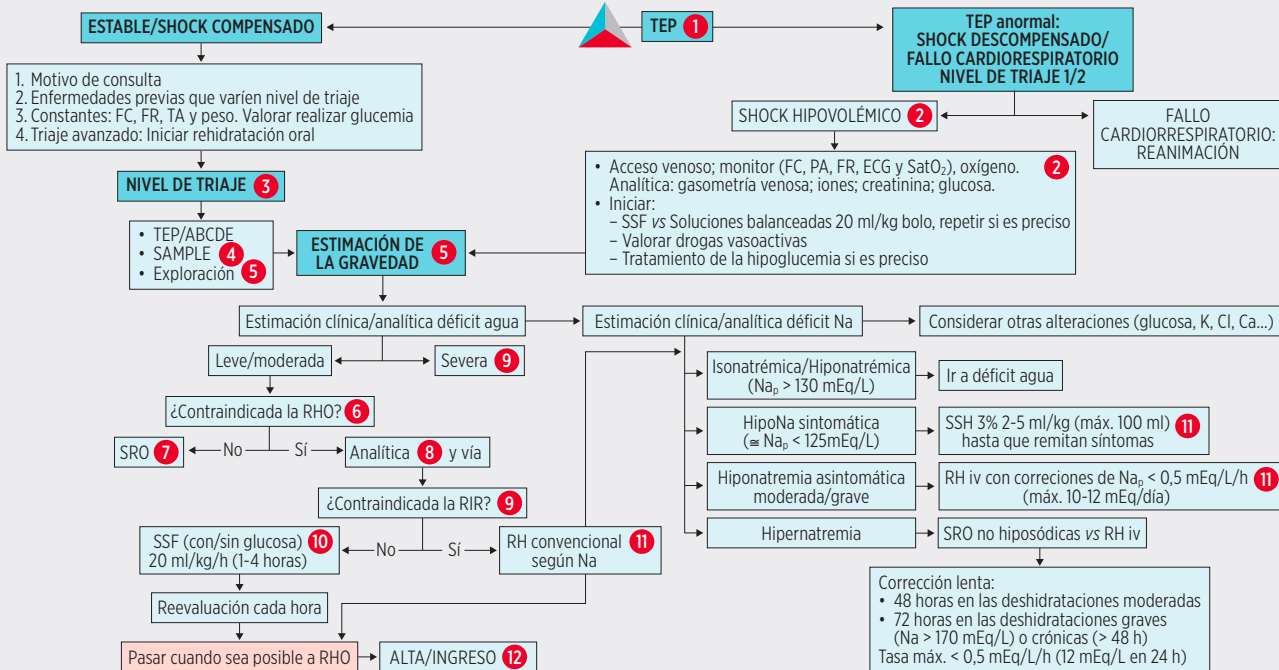 ESTABLE/SHOCK COMPENSADO
TEP 1
TEP anormal:
SHOCK DESCOMPENSADO/
FALLO CARDIORESPIRATORIO
NIVEL DE TRIAJE 1/2
1. Motivo de consulta
2. Enfermedades previas que varíen nivel de triaje
3. Constantes: FC, FR, TA y peso. Valorar realizar glucemia
4. Triaje avanzado: Iniciar rehidratación oral
SHOCK HIPOVOLÉMICO 2
FALLO
CARDIORRESPIRATORIO:
REANIMACIÓN
• Acceso venoso; monitor (FC, PA, FR, ECG y SatO₂), oxígeno. 2
Analítica: gasometría venosa; iones; creatinina; glucosa.
• Iniciar:
– SSF vs Soluciones balanceadas 20 ml/kg bolo, repetir si es preciso
– Valorar drogas vasoactivas
– Tratamiento de la hipoglucemia si es preciso
NIVEL DE TRIAJE 3
• TEP/ABCDE
• SAMPLE 4
• Exploración 5
ESTIMACIÓN DE
LA GRAVEDAD 5
Estimación clínica/analítica déficit agua
Estimación clínica/analítica déficit Na
Considerar otras alteraciones (glucosa, K, Cl, Ca...)
Leve/moderada
Severa 9
Isonatrémica/Hiponatrémica
(Naₚ > 130 mEq/L)
Ir a déficit agua
¿Contraindicada la RHO? 6
HipoNa sintomática
(≅ Naₚ < 125mEq/L)
SSH 3% 2-5 ml/kg (máx. 100 ml) 11
hasta que remitan síntomas
SRO 7
No
Sí
Analítica 8 y vía
Hiponatremia asintomática
moderada/grave
RH iv con correciones de Naₚ < 0,5 mEq/L/h 11
(máx. 10-12 mEq/día)
¿Contraindicada la RIR? 9
Hipernatremia
SRO no hiposódicas vs RH iv
SSF (con/sin glucosa) 10
20 ml/kg/h (1-4 horas)
No
Sí
RH convencional 11
según Na
Corrección lenta:
• 48 horas en las deshidrataciones moderadas
• 72 horas en las deshidrataciones graves
(Na > 170 mEq/L) o crónicas (> 48 h)
Tasa máx. < 0,5 mEq/L/h (12 mEq/L en 24 h)
Reevaluación cada hora
Pasar cuando sea posible a RHO
ALTA/INGRESO 12